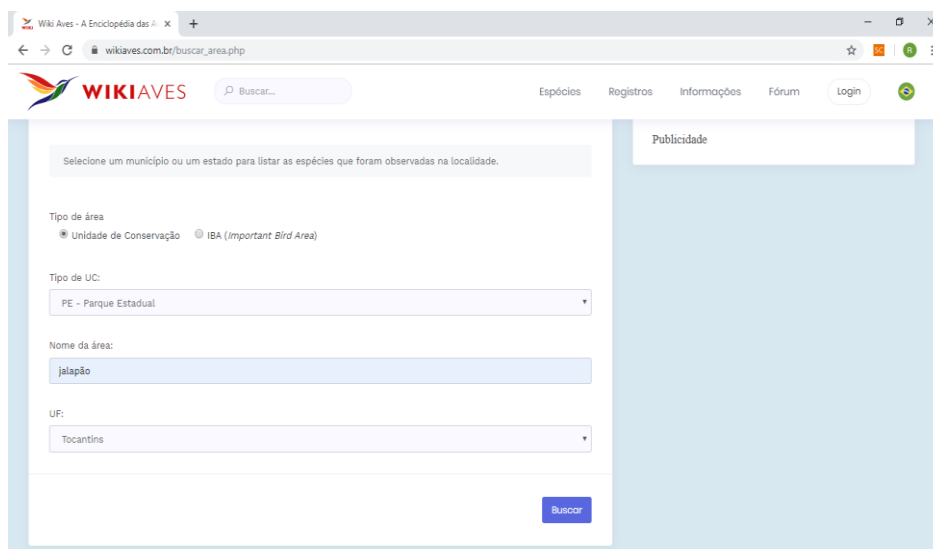 Wiki Aves - A Enciclopédia das A
wikiaves.com.br/buscar_area.php
SC
R
WIKIAVES
Buscar...
Espécies
Registros
Informações
Fórum
Login
Publicidade
Selecione um município ou um estado para listar as espécies que foram observadas na localidade.
Tipo de área
Unidade de Conservação
IBA (Important Bird Area)
Tipo de UC:
PE - Parque Estadual
Nome da área:
jalapão
UF:
Tocantins
Buscar